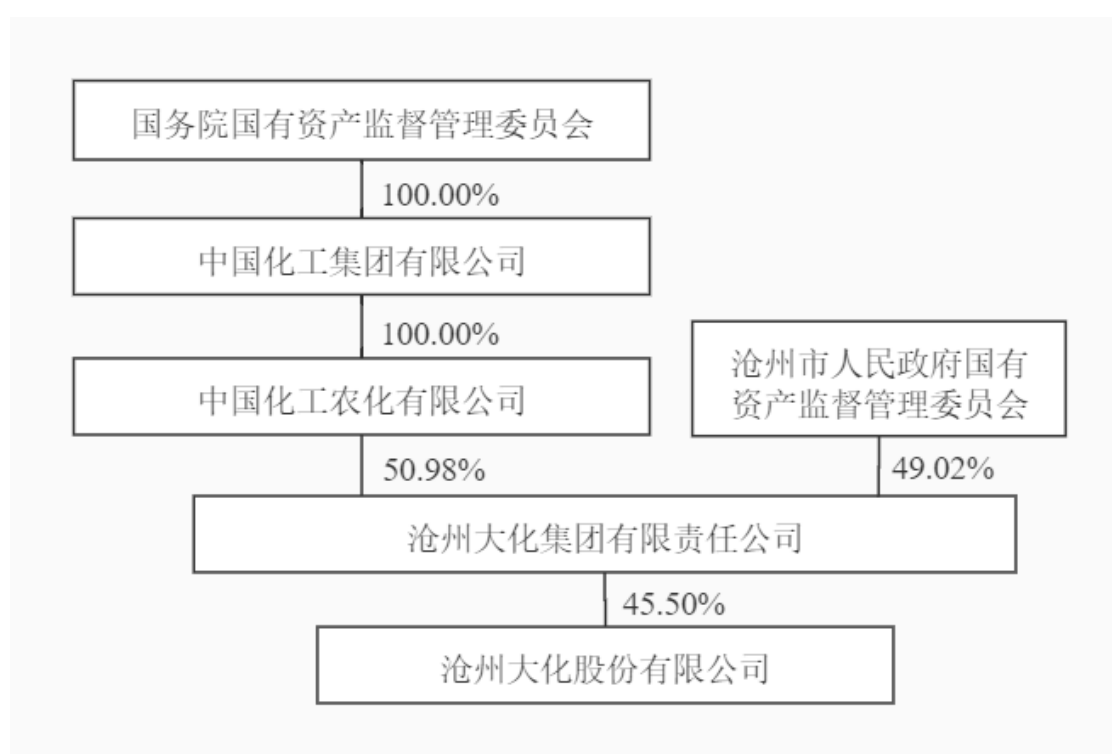 国务院国有资产监督管理委员会
100.00%
中国化工集团有限公司
100.00%
中国化工农化有限公司
沧州市人民政府国有
资产监督管理委员会
50.98%
49.02%
沧州大化集团有限责任公司
45.50%
沧州大化股份有限公司